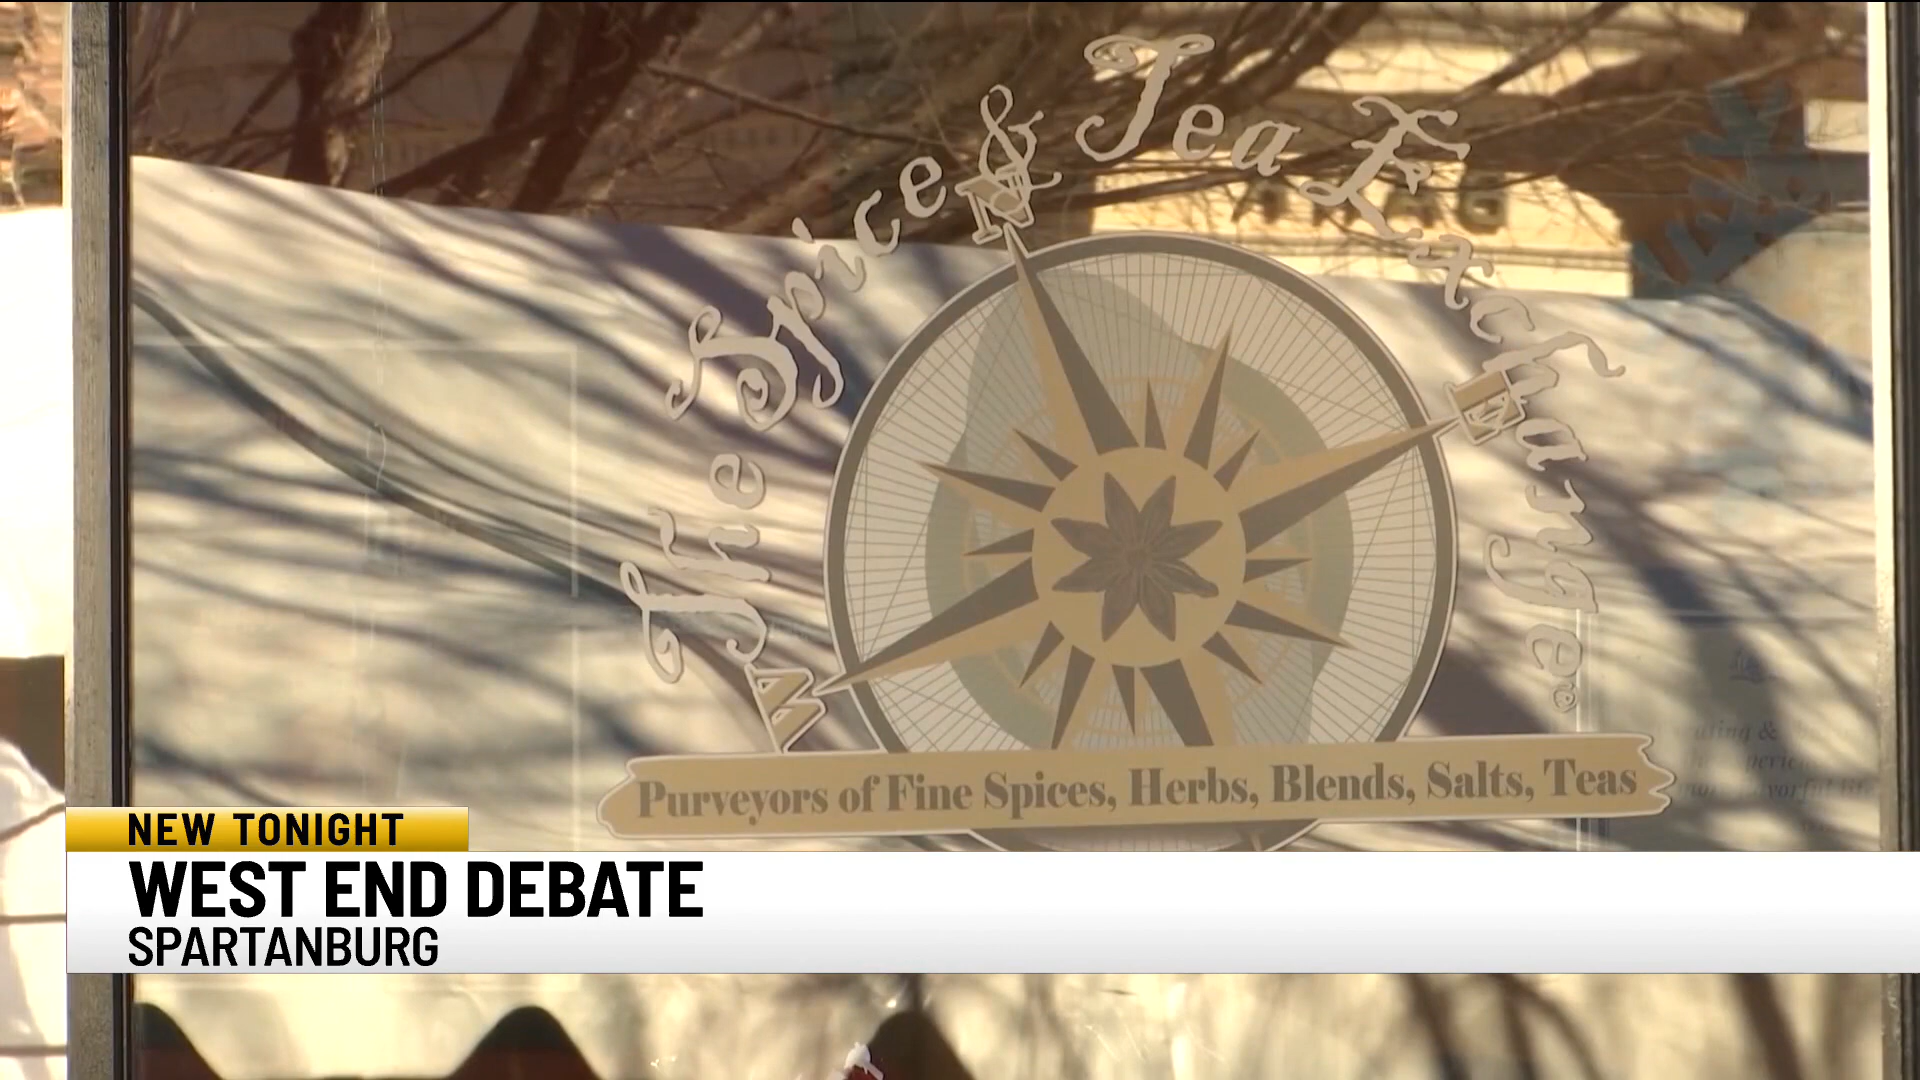 The Spice & Tea Exchange®
N
E
W
Purveyors of Fine Spices, Herbs, Blends, Salts, Teas
NEW TONIGHT
WEST END DEBATE
SPARTANBURG